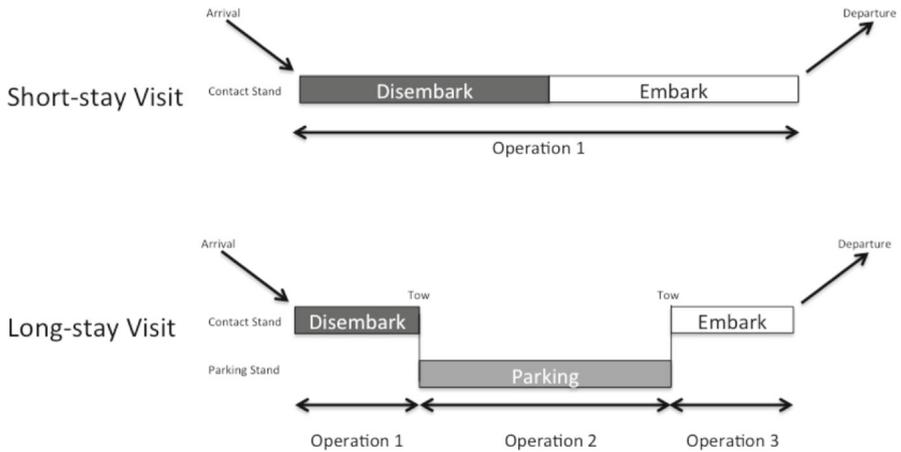 Arrival
Departure
Short-stay Visit
Contact Stand
Disembark
Embark
Operation 1
Arrival
Departure
Tow
Tow
Long-stay Visit
Contact Stand
Disembark
Embark
Parking Stand
Parking
Operation 1
Operation 2
Operation 3